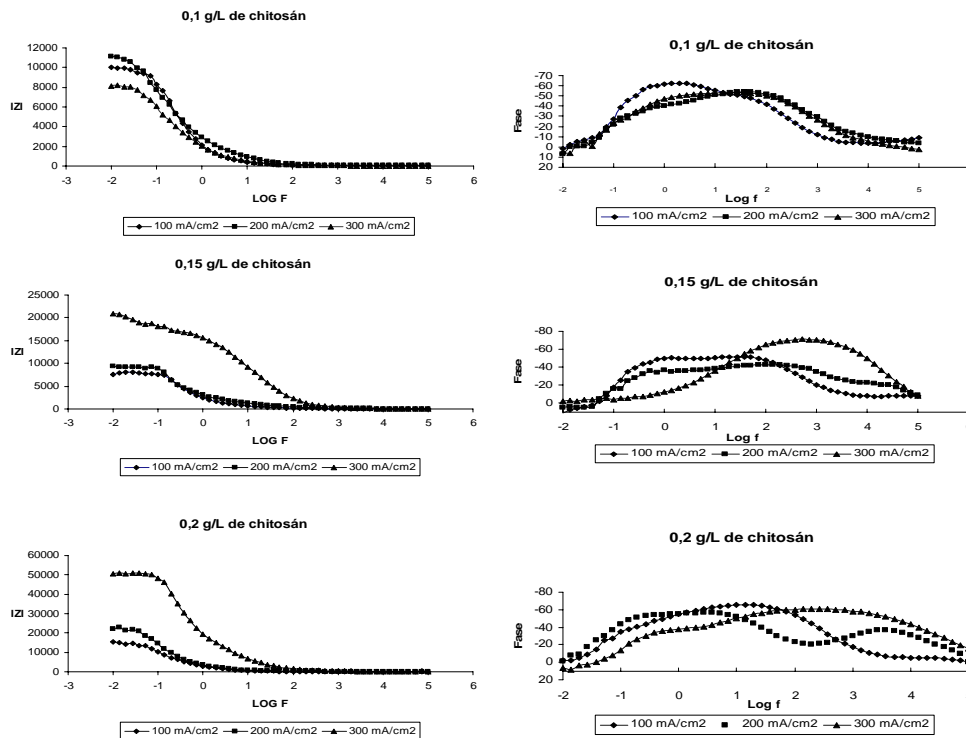 0,1 g/L de chitosán
12000
10000
8000
6000
4000
2000
0
IZI
-3 -2 -1 0 1 2 3 4 5 6
LOG F
100 mA/cm2 200 mA/cm2 300 mA/cm2
0,1 g/L de chitosán
-70
-60
-50
-40
-30
-20
-10
0
10
20
Fase
-2 -1 0 1 2 3 4 5 6
Log f
100 mA/cm2 200 mA/cm2 300 mA/cm2
0,15 g/L de chitosán
25000
20000
15000
10000
5000
0
IZI
-3 -2 -1 0 1 2 3 4 5 6
LOG F
100 mA/cm2 200 mA/cm2 300 mA/cm2
0,15 g/L de chitosán
-80
-60
-40
-20
0
Fase
-2 -1 0 1 2 3 4 5
Log f
100 mA/cm2 200 mA/cm2 300 mA/cm2
0,2 g/L de chitosán
60000
50000
40000
30000
20000
10000
0
IZI
-3 -2 -1 0 1 2 3 4 5 6
LOG F
100 mA/cm2 200 mA/cm2 300 mA/cm2
0,2 g/L de chitosán
-80
-60
-40
-20
0
20
Fase
-2 -1 0 1 2 3 4
Log f
100 mA/cm2 200 mA/cm2 300 mA/cm2